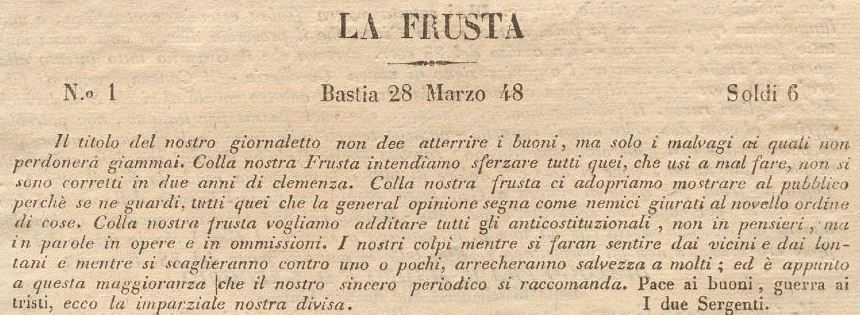 LA FRUSTA
N.o 1 Bastia 28 Marzo 48 Soldi 6
Il titolo del nostro giornaletto non dee atterrire i buoni, ma solo i malvagi ai quali non
perdonerà giammai. Colla nostra Frusta intendiamo sferzare tutti quei, che usi a mal fare, non si
sono corretti in due anni di clemenza. Colla nostra frusta ci adopriamo mostrare al pubblico
perchè se ne guardi, tutti quei che la general opinione segna come nemici giurati al novello ordine
di cose. Colla nostra frusta vogliamo additare tutti gli anticostituzionali, non in pensieri, ma
in parole in opere e in ommissioni. I nostri colpi mentre si faran sentire dai vicini e dai lon-
tani e mentre si scaglieranno contro uno o pochi, arrecheranno salvezza a molti; ed è appunto
a questa maggioranza che il nostro sincero periodico si raccomanda. Pace ai buoni, guerra ai
tristi, ecco la imparziale nostra divisa. I due Sergenti.